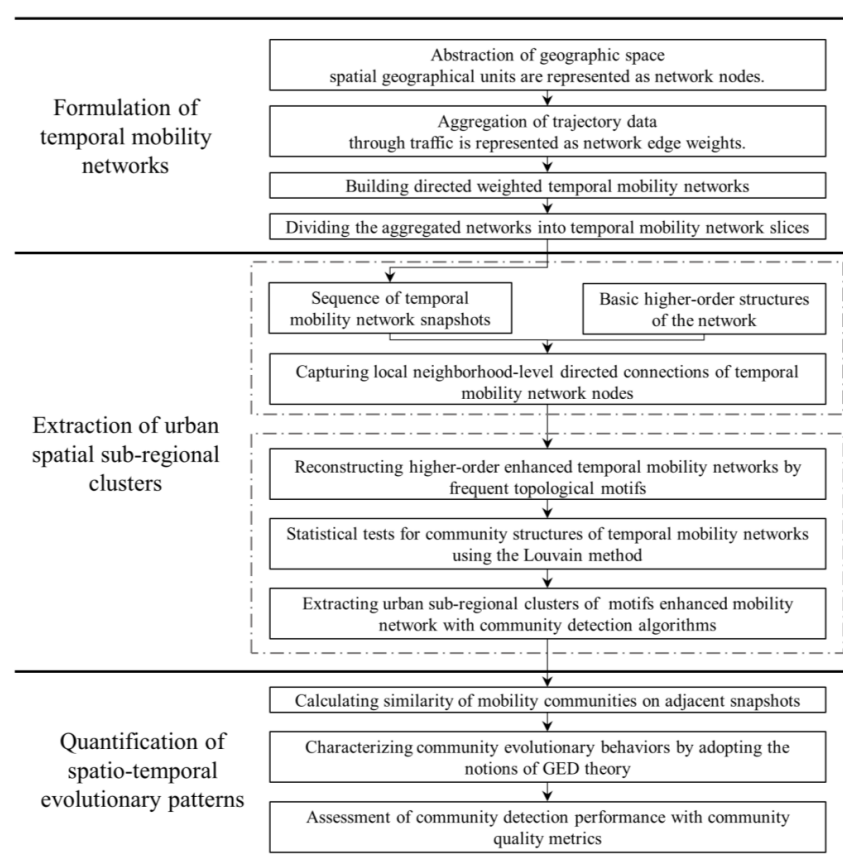 Formulation of
temporal mobility
networks
Abstraction of geographic space
spatial geographical units are represented as network nodes.
Aggregation of trajectory data
through traffic is represented as network edge weights.
Building directed weighted temporal mobility networks
Dividing the aggregated networks into temporal mobility network slices
Extraction of urban
spatial sub-regional
clusters
Sequence of temporal
mobility network snapshots
Basic higher-order structures
of the network
Capturing local neighborhood-level directed connections of temporal
mobility network nodes
Reconstructing higher-order enhanced temporal mobility networks by
frequent topological motifs
Statistical tests for community structures of temporal mobility networks
using the Louvain method
Extracting urban sub-regional clusters of motifs enhanced mobility
network with community detection algorithms
Quantification of
spatio-temporal
evolutionary patterns
Calculating similarity of mobility communities on adjacent snapshots
Characterizing community evolutionary behaviors by adopting the
notions of GED theory
Assessment of community detection performance with community
quality metrics